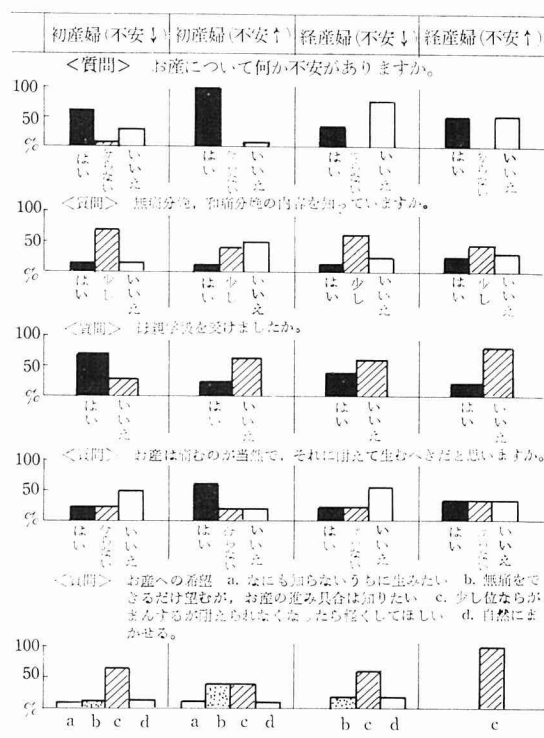 初産婦(不安↓) 初産婦(不安↑) 経産婦(不安↓) 経産婦(不安↑)
<質問> お産について何か不安がありますか。
100
50
%
はい いいえ はい いいえ はい いいえ はい いいえ
<質問> 無痛分娩,和痛分娩の内容を知っていますか。
50
%
はい 少し いいえ はい 少し いいえ はい 少し いいえ はい 少し いいえ
<質問> 母親学級を受けましたか。
100
50
%
はい いいえ はい いいえ はい いいえ はい いいえ
<質問> お産は痛むのが当然で,それに耐えて生むべきだと思いますか。
100
50
%
はい いいえ はい いいえ はい いいえ はい いいえ
<質問> お産への希望 a. なにも知らないうちに生みたい b. 無痛をで
きるだけ望むが,お産の進み具合は知りたい c. 少し位ならが
まんするが耐えられなくなったら軽くしてほしい d. 自然にま
かせる。
100
50
%
a b c d a b c d b c d c